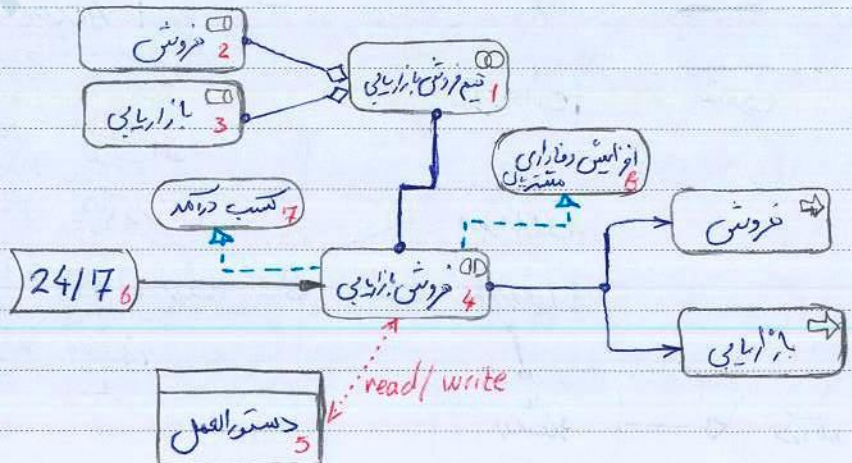 فروش
2
تیم فروش بازاریابی
1
بازاریابی
3
افزایش وفاداری
مشتریان
8
کسب درآمد
7
فروش
24/7
6
فروش بازاریابی
4
بازاریابی
read/write
دستورالعمل
5